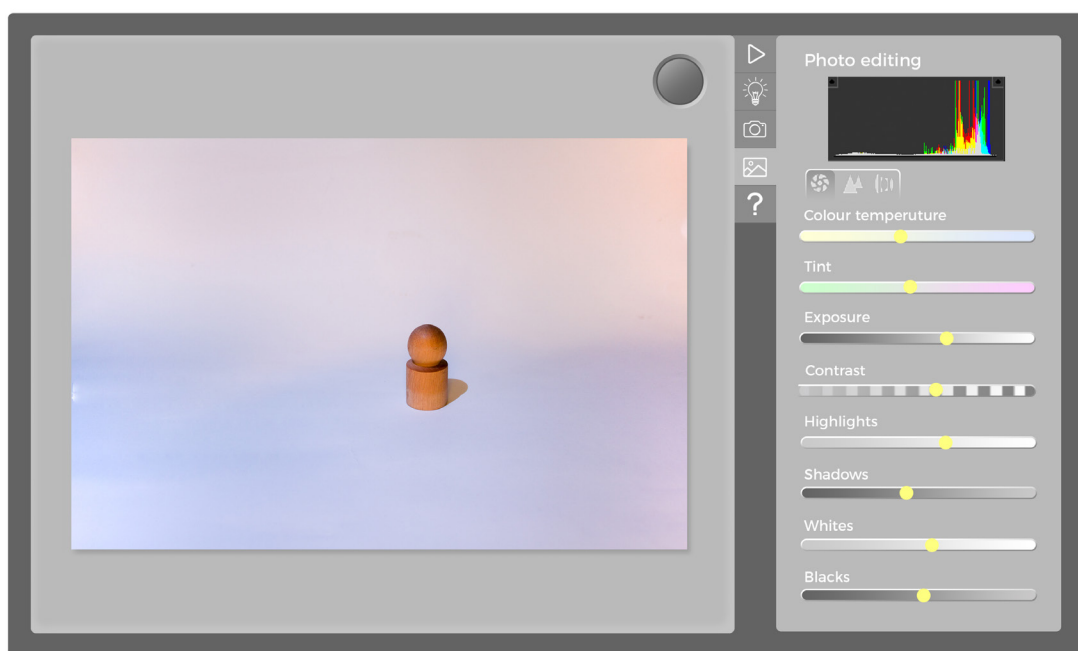 Photo editing
Colour temperuture
Tint
Exposure
Contrast
Highlights
Shadows
Whites
Blacks
?